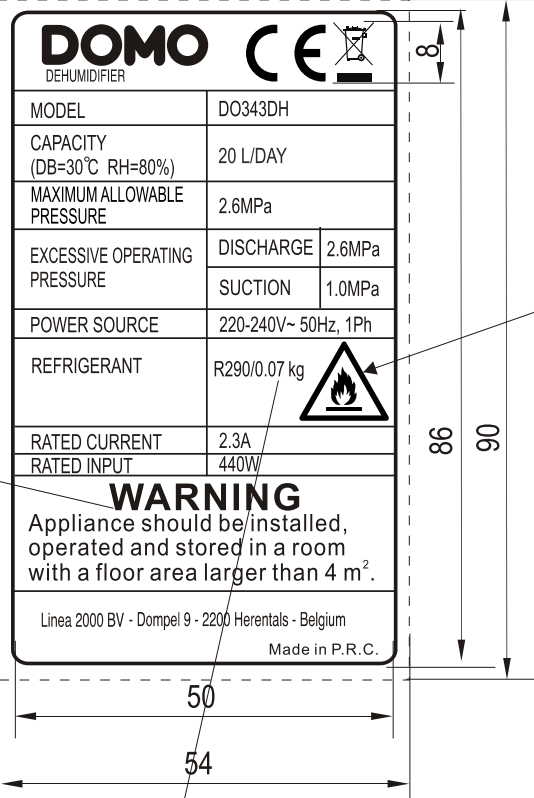 DOMO
DEHUMIDIFIER
CE
8
MODEL DO343DH
CAPACITY
(DB=30℃ RH=80%) 20 L/DAY
MAXIMUM ALLOWABLE
PRESSURE 2.6MPa
EXCESSIVE OPERATING
PRESSURE
DISCHARGE 2.6MPa
SUCTION 1.0MPa
POWER SOURCE 220-240V~ 50Hz, 1Ph
REFRIGERANT R290/0.07 kg
RATED CURRENT 2.3A
RATED INPUT 440W
86
90
WARNING
Appliance should be installed,
operated and stored in a room
with a floor area larger than 4 m².
Linea 2000 BV - Dompel 9 - 2200 Herentals - Belgium
Made in P.R.C.
50
54